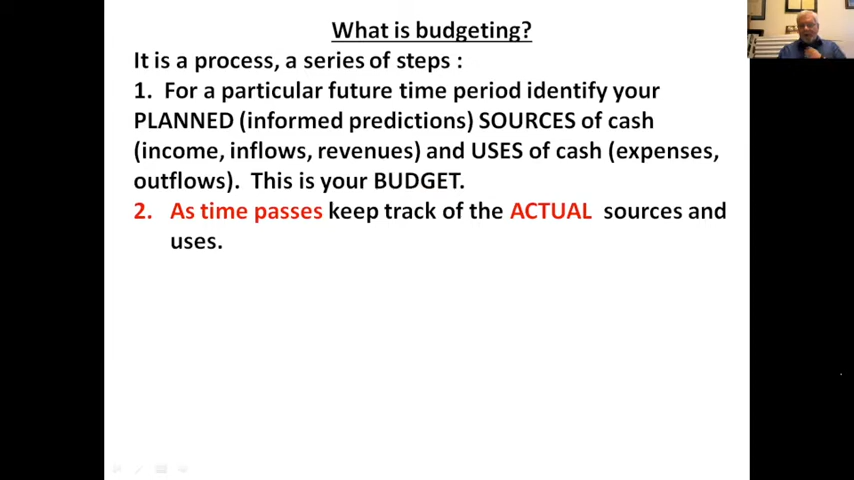 What is budgeting?
It is a process, a series of steps :
1. For a particular future time period identify your
PLANNED (informed predictions) SOURCES of cash
(income, inflows, revenues) and USES of cash (expenses,
outflows). This is your BUDGET.
2. As time passes keep track of the ACTUAL sources and
uses.